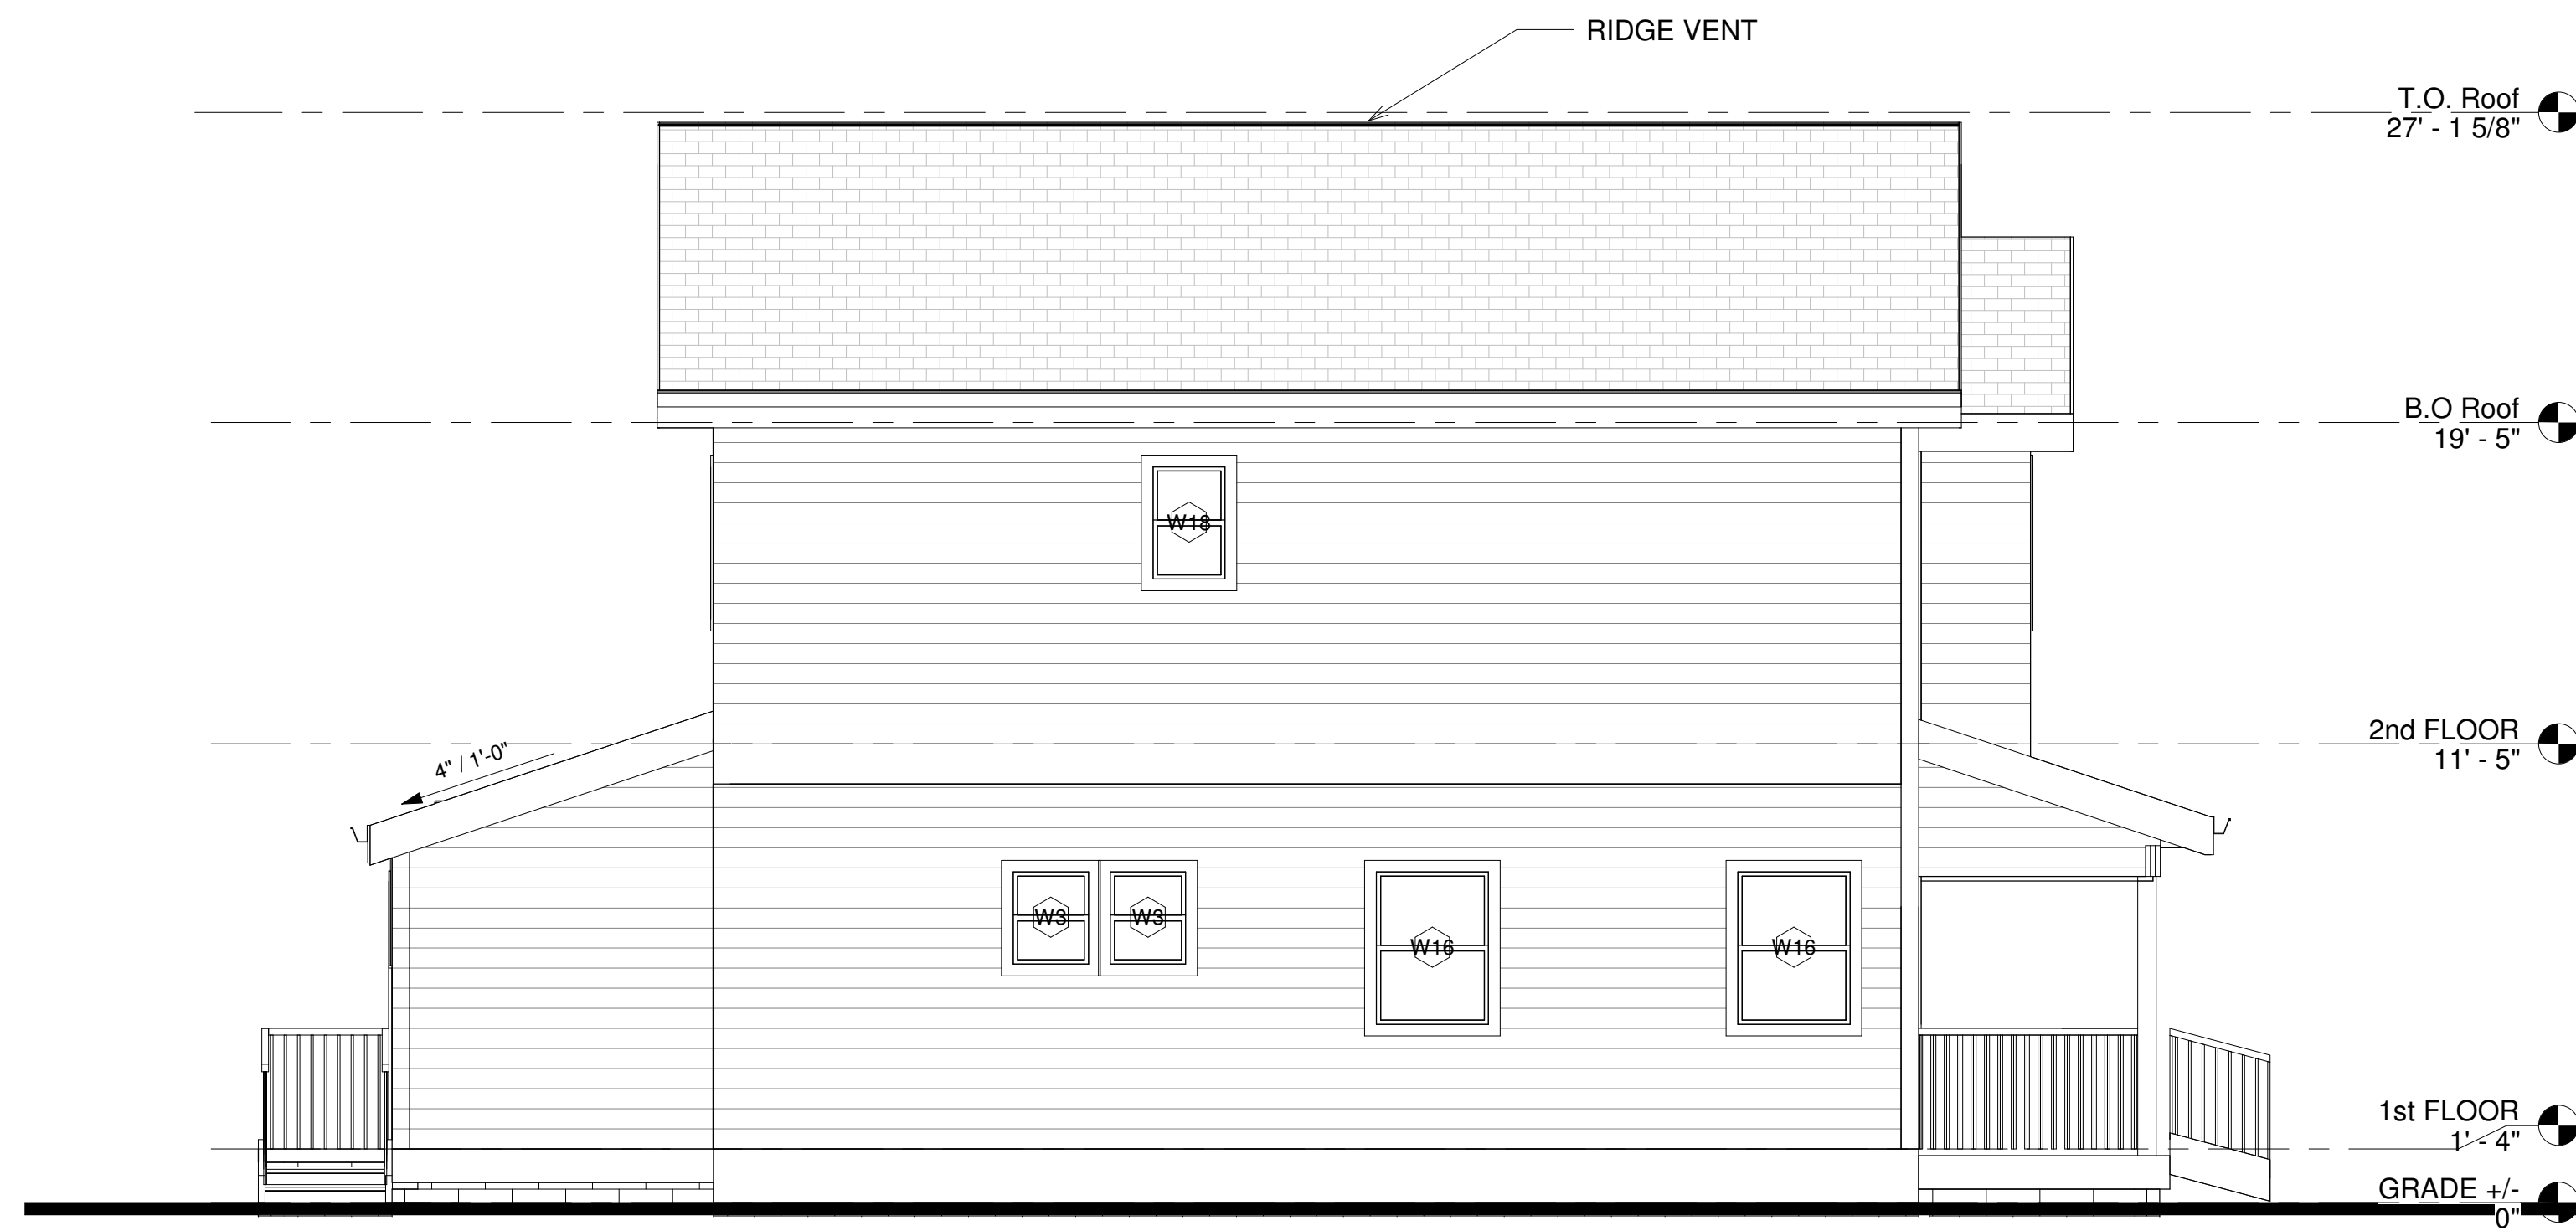 RIDGE VENT
T.O. Roof
27' - 1 5/8"
B.O Roof
19' - 5"
W18
2nd FLOOR
11' - 5"
4" / 1'-0"
W3
W3
W16
W16
1st FLOOR
1' - 4"
GRADE +/-
0"